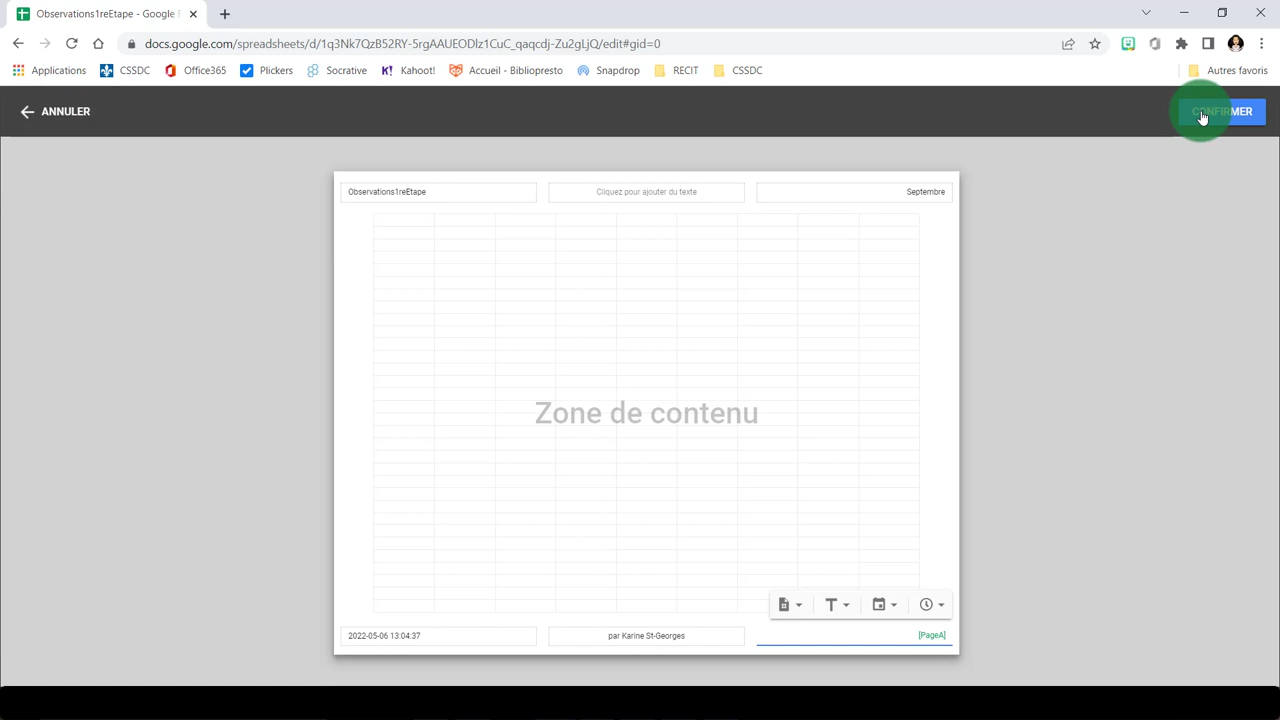 Observations1reEtape - Google F
docs.google.com/spreadsheets/d/1q3Nk7QzB52RY-5rgAAUEODlz1CuC_qaqcdj-Zu2gLjQ/edit#gid=0
Applications CSSDC Office365 Plickers Socrative K! Kahoot! Accueil - Bibliopresto Snapdrop RECIT CSSDC Autres favoris
ANNULER CONFIRMER
Observations1reEtape Cliquez pour ajouter du texte Septembre
Zone de contenu
2022-05-06 13:04:37 par Karine St-Georges [PageA]